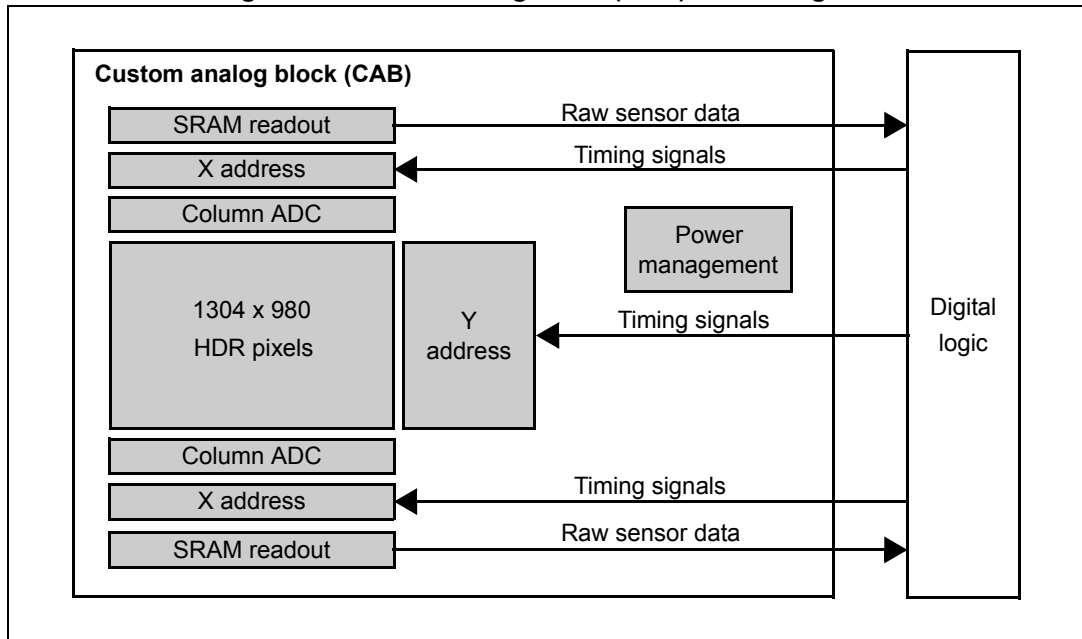 Custom analog block (CAB)
SRAM readout
Raw sensor data
X address
Timing signals
Column ADC
Power
management
1304 x 980
HDR pixels
Y
address
Timing signals
Digital
logic
Column ADC
X address
Timing signals
SRAM readout
Raw sensor data